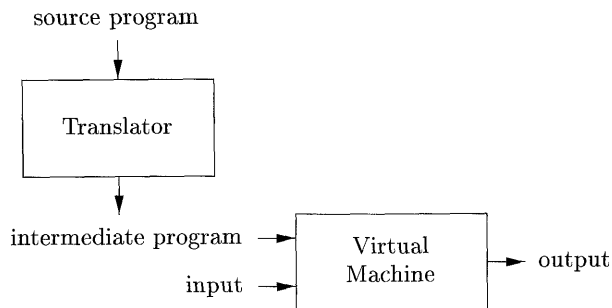 source program
Translator
intermediate program
input
Virtual
Machine
output